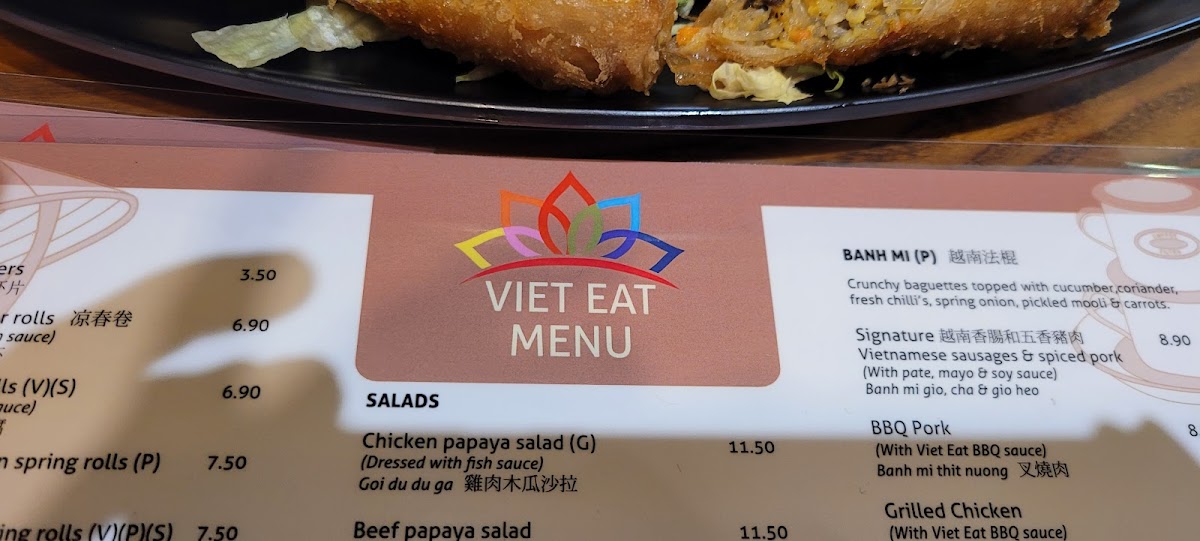 VIET EAT
MENU
3.50
rolls 凉春卷
6.90
sauce)
(V)(S)
6.90
spring rolls (P)
7.50
rolls (V)(P)(S)
7.50
SALADS
Chicken papaya salad (G)
11.50
(Dressed with fish sauce)
Goi du du ga 雞肉木瓜沙拉
Beef papaya salad
11.50
BANH MI (P) 越南法棍
Crunchy baguettes topped with cucumber,coriander,
fresh chilli's, spring onion, pickled mooli & carrots.
Signature 越南香腸和五香豬肉
8.90
Vietnamese sausages & spiced pork
(With pate, mayo & soy sauce)
Banh mi gio, cha & gio heo
BBQ Pork
(With Viet Eat BBQ sauce)
Banh mi thit nuong 叉燒肉
Grilled Chicken
(With Viet Eat BBQ sauce)